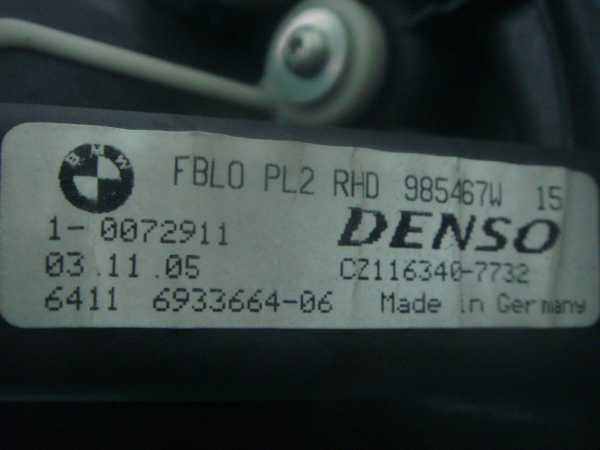 BMW
FBLO PL2 RHD 985467W 15
1-0072911 DENSO
03.11.05 CZ116340-7732
6411 6933664-06 Made in Germany